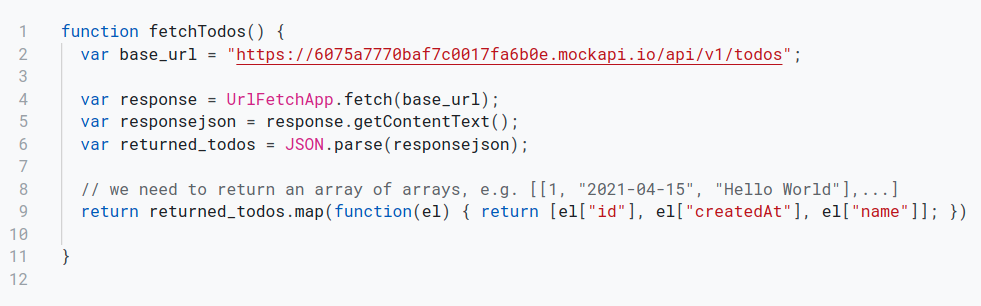 1 function fetchTodos() {
2 var base_url = "https://6075a7770baf7c0017fa6b0e.mockapi.io/api/v1/todos";
3
4 var response = UrlFetchApp.fetch(base_url);
5 var responsejson = response.getContentText();
6 var returned_todos = JSON.parse(responsejson);
7
8 // we need to return an array of arrays, e.g. [[1, "2021-04-15", "Hello World"],...]
9 return returned_todos.map(function(el) { return [el["id"], el["createdAt"], el["name"]]; })
10
11 }
12